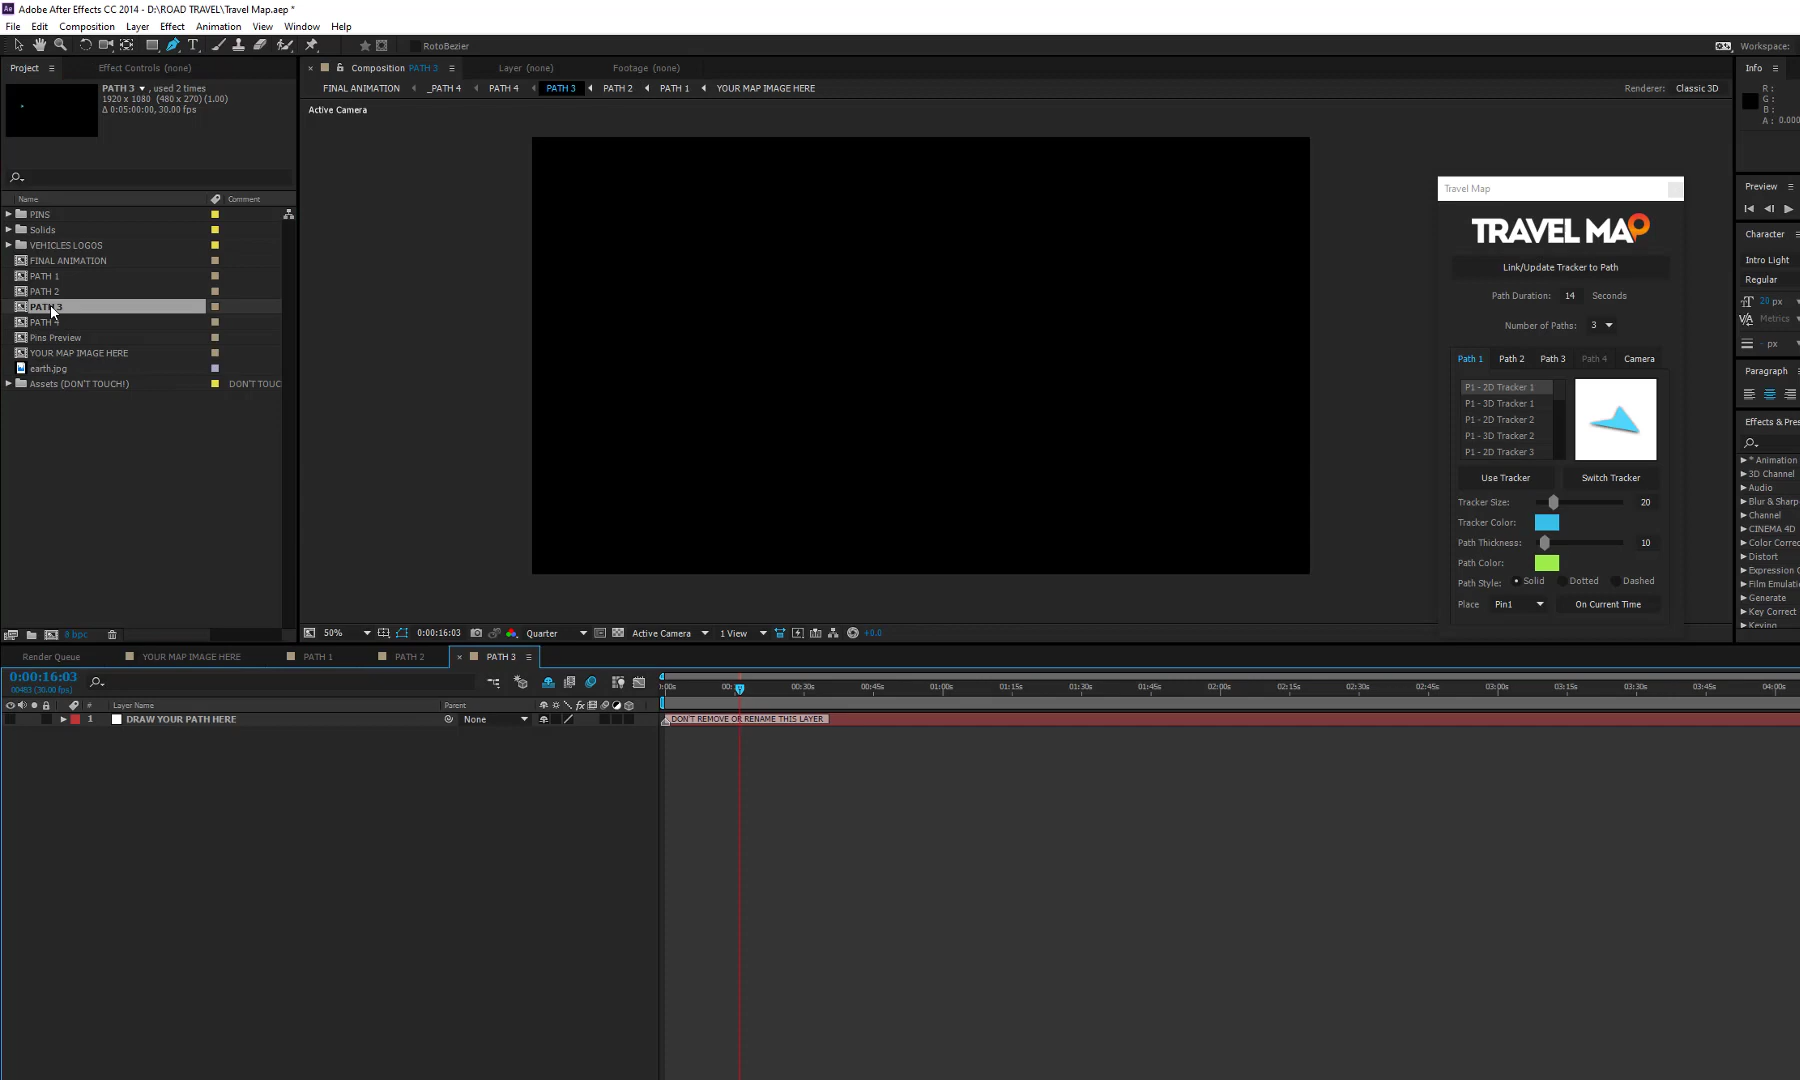 Adobe After Effects CC 2014 - D:\ROAD TRAVEL\Travel Map.aep *
File Edit Composition Layer Effect Animation View Window Help
RotoBezier
Workspace:
Project
Effect Controls (none)
Composition PATH 3
Layer (none)
Footage (none)
Info
PATH 3 , used 2 times
1920 x 1080 (480 x 270) (1.00)
Δ 0:05:00:00, 30.00 fps
FINAL ANIMATION
_PATH 4
PATH 4
PATH 3
PATH 2
PATH 1
YOUR MAP IMAGE HERE
Renderer: Classic 3D
R :
G :
B :
A : 0.000
Active Camera
Name
Comment
PINS
Solids
VEHICLES LOGOS
FINAL ANIMATION
PATH 1
PATH 2
PATH 3
PATH 4
Pins Preview
YOUR MAP IMAGE HERE
earth.jpg
Assets (DON'T TOUCH!)
DON'T TOUC
8 bpc
Travel Map
TRAVEL MAP
Link/Update Tracker to Path
Path Duration: 14 Seconds
Number of Paths: 3
Path 1
Path 2
Path 3
Path 4
Camera
P1 - 2D Tracker 1
P1 - 3D Tracker 1
P1 - 2D Tracker 2
P1 - 3D Tracker 2
P1 - 2D Tracker 3
Use Tracker
Switch Tracker
Tracker Size: 20
Tracker Color:
Path Thickness: 10
Path Color:
Path Style: Solid Dotted Dashed
Place Pin1 On Current Time
Preview
Character
Intro Light
Regular
20 px
Metrics
- px
Paragraph
Effects & Pres
* Animation
3D Channel
Audio
Blur & Sharp
Channel
CINEMA 4D
Color Correc
Distort
Expression C
Film Emulati
Generate
Key Correct
Keying
50%
0:00:16:03
Quarter
Active Camera
1 View
+0.0
Render Queue
YOUR MAP IMAGE HERE
PATH 1
PATH 2
PATH 3
0:00:16:03
00483 (30.00 fps)
):00s 00: 00:30s 00:45s 01:00s 01:15s 01:30s 01:45s 02:00s 02:15s 02:30s 02:45s 03:00s 03:15s 03:30s 03:45s 04:00s
# Layer Name
Parent
1 DRAW YOUR PATH HERE
None
DON'T REMOVE OR RENAME THIS LAYER